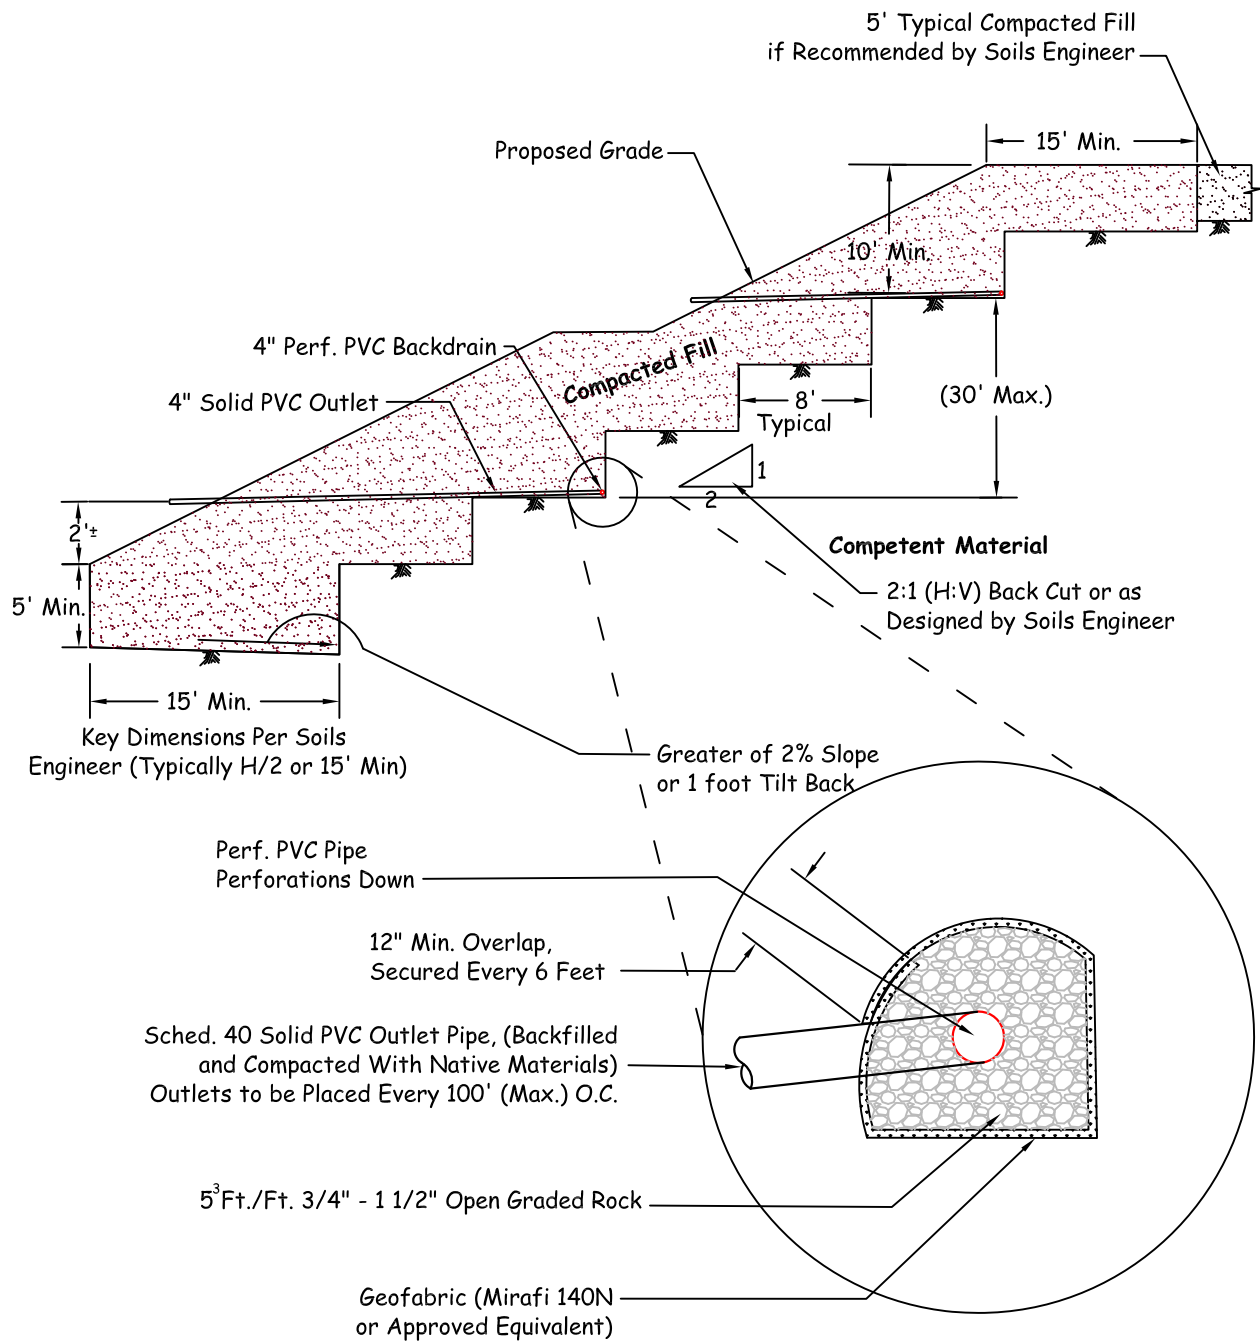 5' Typical Compacted Fill
if Recommended by Soils Engineer
15' Min.
Proposed Grade
10' Min.
4" Perf. PVC Backdrain
Compacted Fill
4" Solid PVC Outlet
8'
Typical
(30' Max.)
1
2
2'±
Competent Material
5' Min.
2:1 (H:V) Back Cut or as
Designed by Soils Engineer
15' Min.
Key Dimensions Per Soils
Engineer (Typically H/2 or 15' Min)
Greater of 2% Slope
or 1 foot Tilt Back
Perf. PVC Pipe
Perforations Down
12" Min. Overlap,
Secured Every 6 Feet
Sched. 40 Solid PVC Outlet Pipe, (Backfilled
and Compacted With Native Materials)
Outlets to be Placed Every 100' (Max.) O.C.
5³Ft./Ft. 3/4" - 1 1/2" Open Graded Rock
Geofabric (Mirafi 140N
or Approved Equivalent)